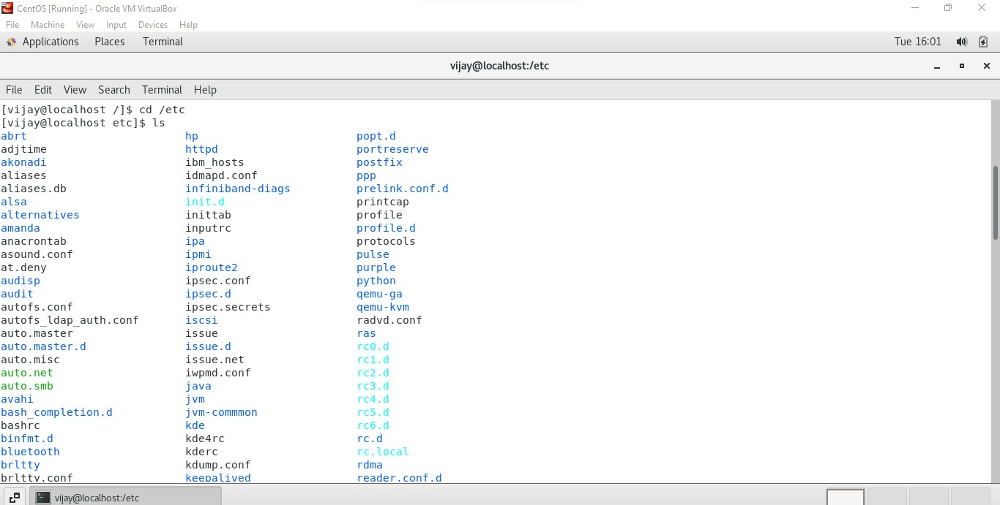 CentOS [Running] - Oracle VM VirtualBox
File Machine View Input Devices Help
Applications Places Terminal Tue 16:01
vijay@localhost:/etc
File Edit View Search Terminal Help
[vijay@localhost /]$ cd /etc
[vijay@localhost etc]$ ls
abrt hp popt.d
adjtime httpd portreserve
akonadi ibm_hosts postfix
aliases idmapd.conf ppp
aliases.db infiniband-diags prelink.conf.d
alsa init.d printcap
alternatives inittab profile
amanda inputrc profile.d
anacrontab ipa protocols
asound.conf ipmi pulse
at.deny iproute2 purple
audisp ipsec.conf python
audit ipsec.d qemu-ga
autofs.conf ipsec.secrets qemu-kvm
autofs_ldap_auth.conf iscsi radvd.conf
auto.master issue ras
auto.master.d issue.d rc0.d
auto.misc issue.net rc1.d
auto.net iwpmd.conf rc2.d
auto.smb java rc3.d
avahi jvm rc4.d
bash_completion.d jvm-commmon rc5.d
bashrc kde rc6.d
binfmt.d kde4rc rc.d
bluetooth kderc rc.local
brltty kdump.conf rdma
brltty.conf keepalived reader.conf.d
vijay@localhost:/etc